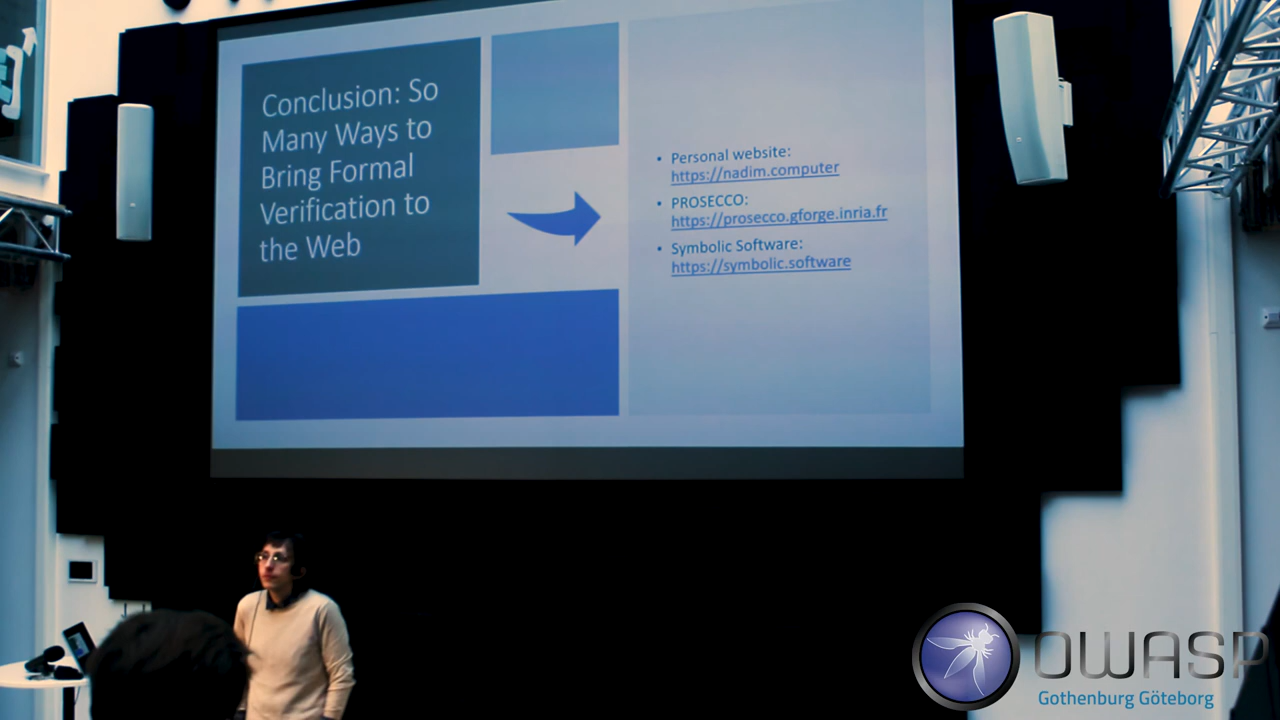 Conclusion: So
Many Ways to
Bring Formal
Verification to
the Web
• Personal website:
https://nadim.computer
• PROSECCO:
https://prosecco.gforge.inria.fr
• Symbolic Software:
https://symbolic.software
OWASP
Gothenburg Göteborg